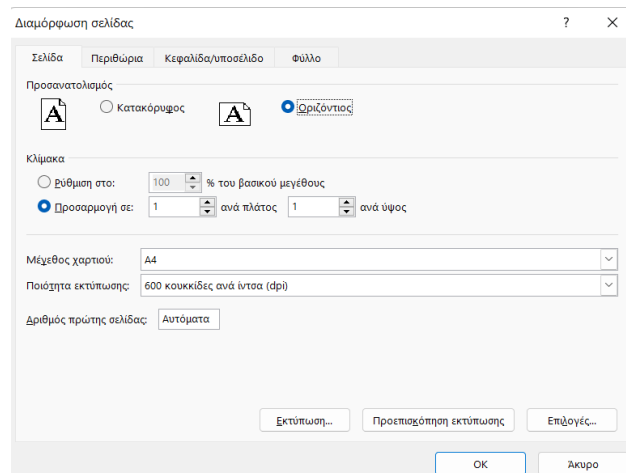 Διαμόρφωση σελίδας ? ×
Σελίδα Περιθώρια Κεφαλίδα/υποσέλιδο Φύλλο
Προσανατολισμός
A Κατακόρυφος A Οριζόντιος
Κλίμακα
Ρύθμιση στο: 100 % του βασικού μεγέθους
Προσαρμογή σε: 1 ανά πλάτος 1 ανά ύψος
Μέγεθος χαρτιού: A4
Ποιότητα εκτύπωσης: 600 κουκκίδες ανά ίντσα (dpi)
Αριθμός πρώτης σελίδας: Αυτόματα
Εκτύπωση... Προεπισκόπηση εκτύπωσης Επιλογές...
OK Άκυρο